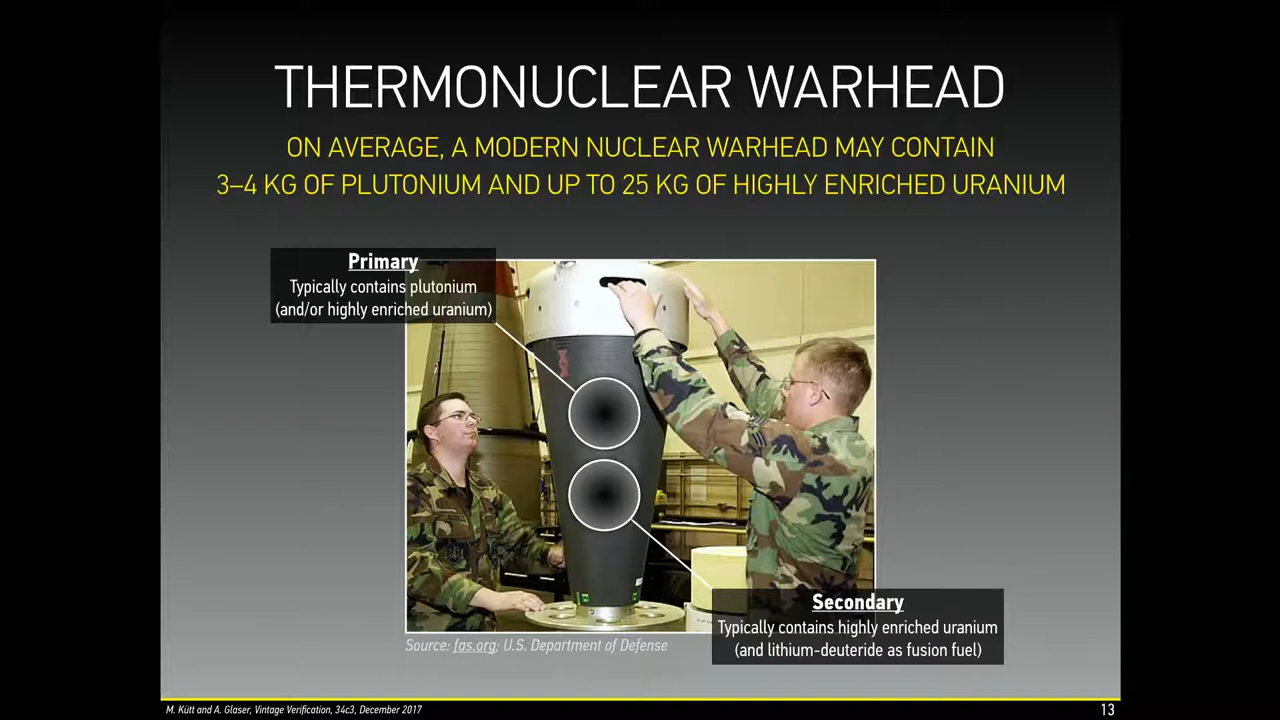 THERMONUCLEAR WARHEAD
ON AVERAGE, A MODERN NUCLEAR WARHEAD MAY CONTAIN
3–4 KG OF PLUTONIUM AND UP TO 25 KG OF HIGHLY ENRICHED URANIUM
Primary
Typically contains plutonium
(and/or highly enriched uranium)
Secondary
Typically contains highly enriched uranium
(and lithium-deuteride as fusion fuel)
Source: fas.org; U.S. Department of Defense
M. Kütt and A. Glaser, Vintage Verification, 34c3, December 2017
13